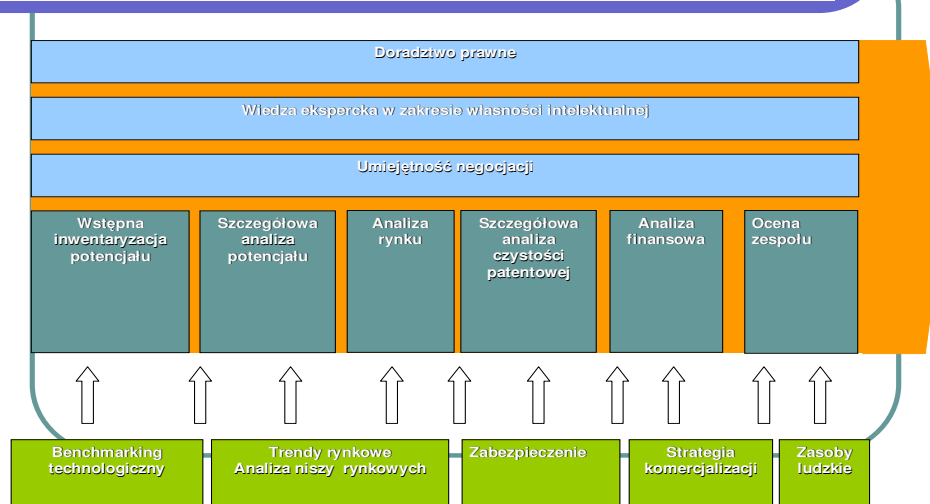 Doradztwo prawne
Wiedza ekspercka w zakresie własności intelektualnej
Umiejętność negocjacji
Wstępna
inwentaryzacja
potencjału
Szczegółowa
analiza
potencjału
Analiza
rynku
Szczegółowa
analiza
czystości
patentowej
Analiza
finansowa
Ocena
zespołu
Benchmarking
technologiczny
Trendy rynkowe
Analiza niszy rynkowych
Zabezpieczenie
Strategia
komercjalizacji
Zasoby
ludzkie